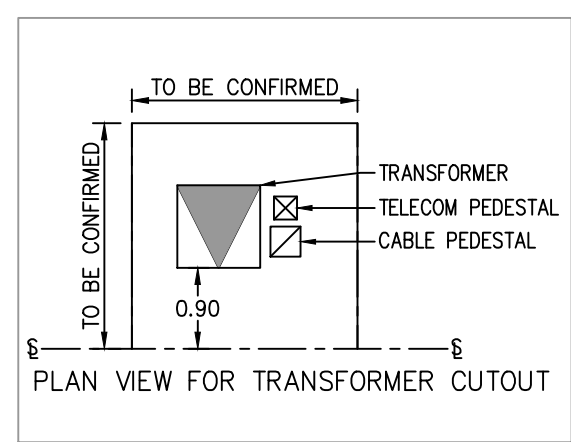 TO BE CONFIRMED
TO BE CONFIRMED
TRANSFORMER
TELECOM PEDESTAL
CABLE PEDESTAL
0.90
℄ ℄
PLAN VIEW FOR TRANSFORMER CUTOUT